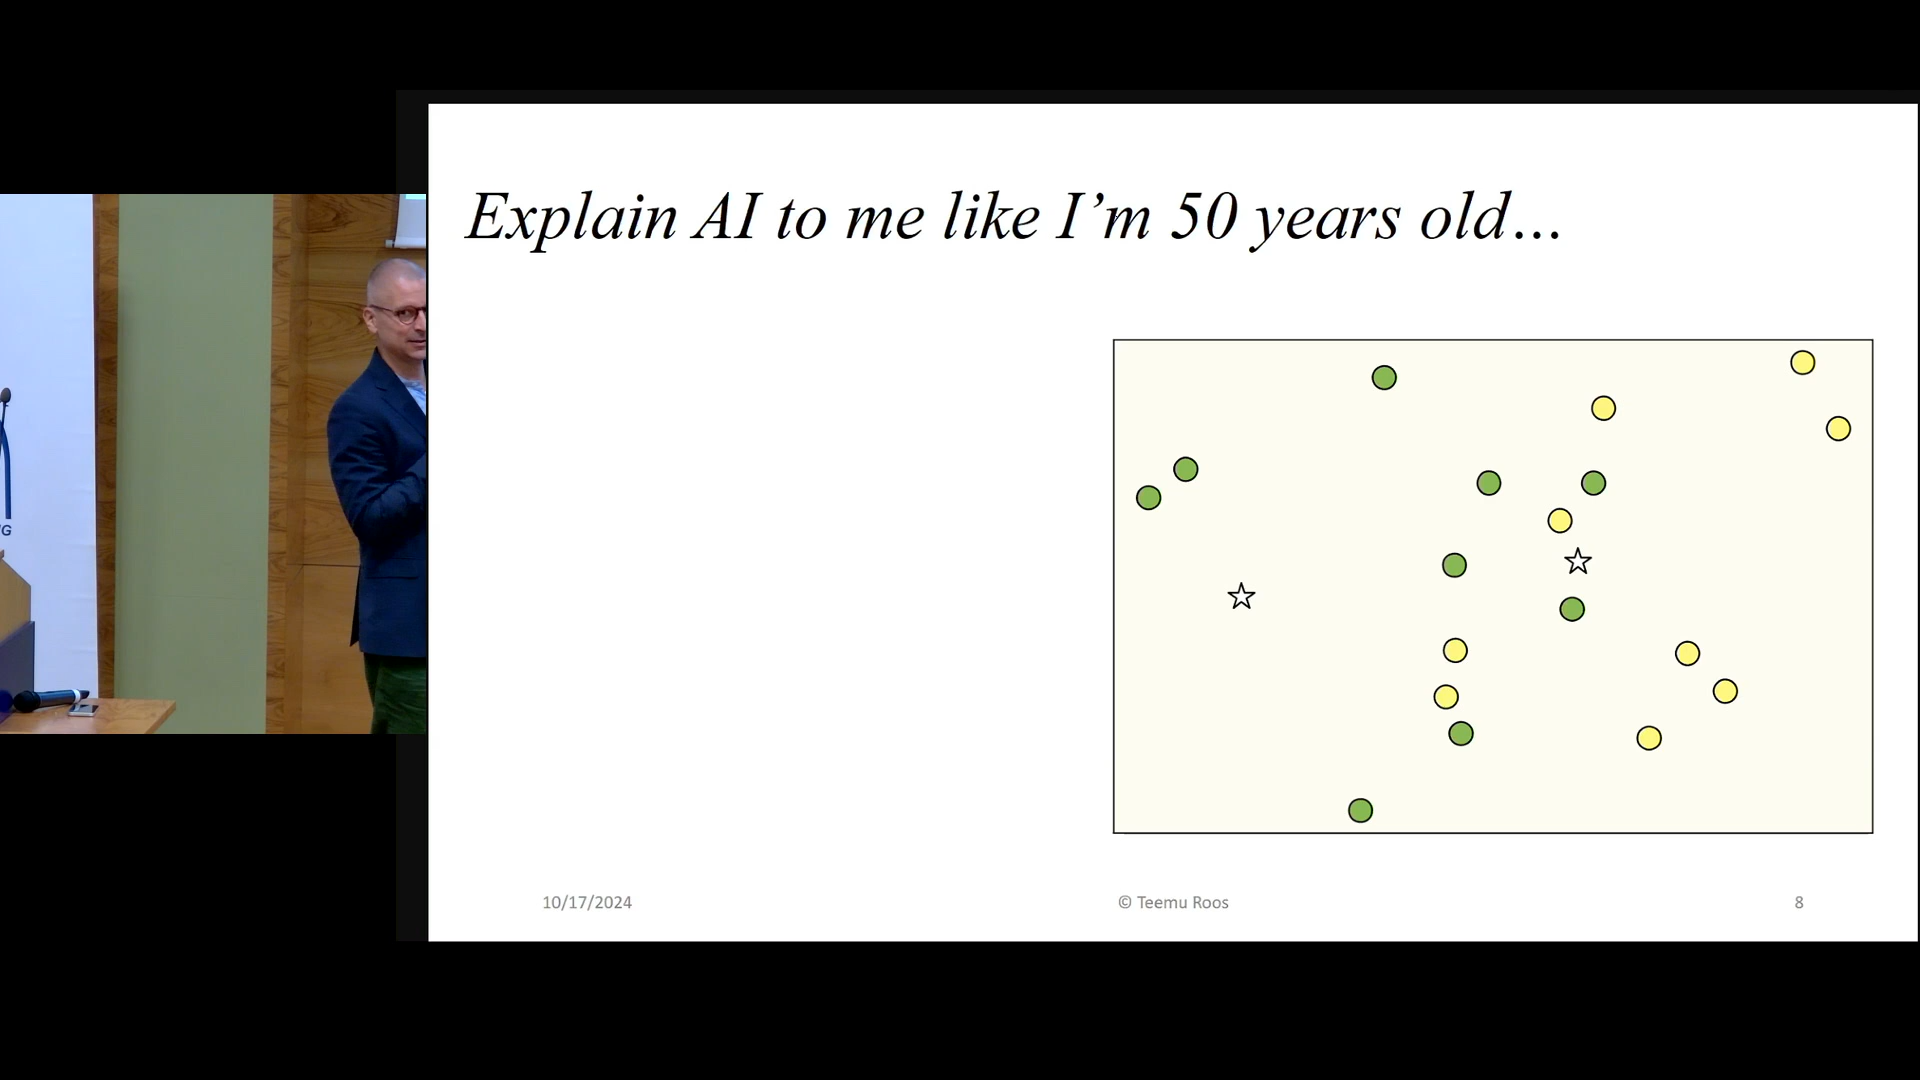 Explain AI to me like I’m 50 years old…
G
10/17/2024
© Teemu Roos
8